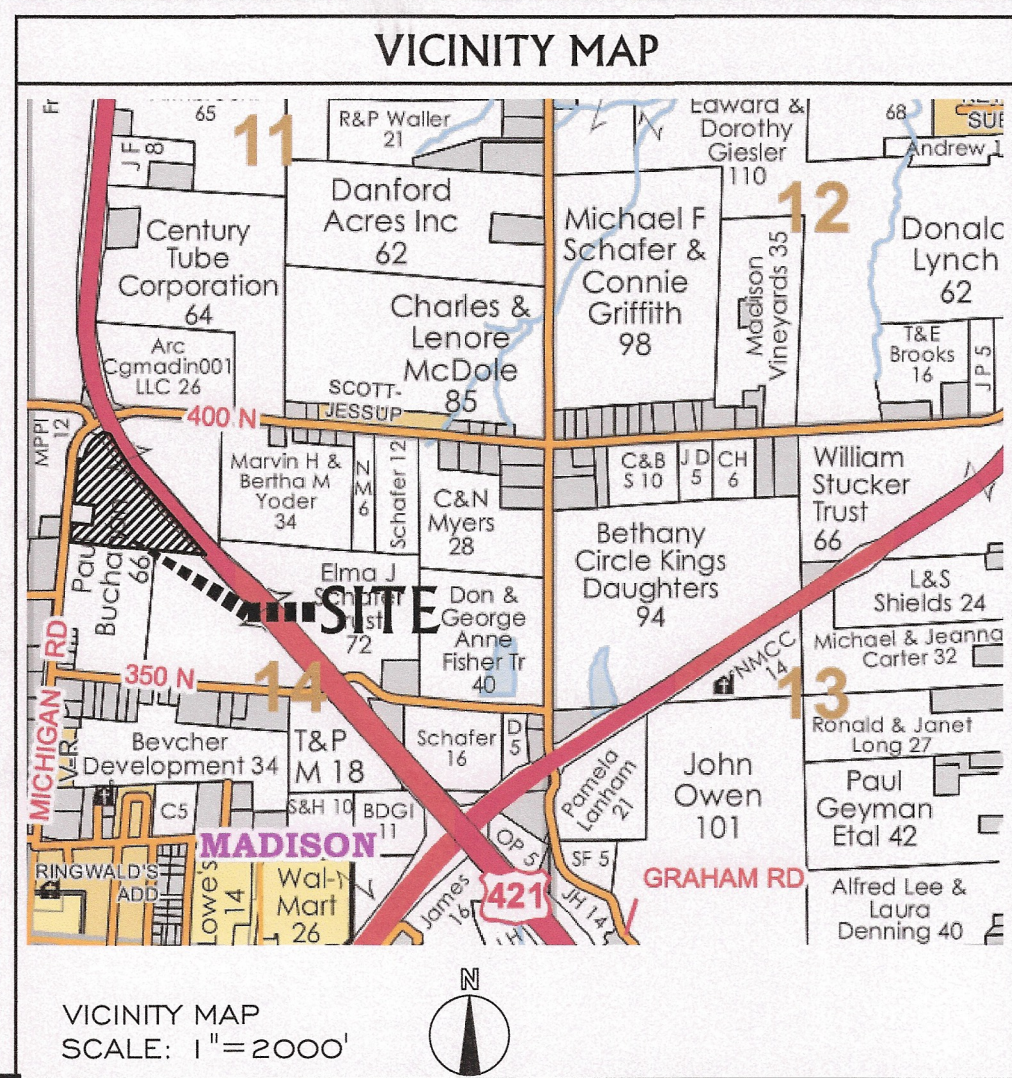 VICINITY MAP
65
11
R&P Waller
21
Edward &
Dorothy
Giesler
110
68
SUB
Andrew
J F
8
Danford
Acres Inc
62
12
Century
Tube
Corporation
64
Michael F
Schafer &
Connie
Griffith
98
Madison
Vineyards 35
Donald
Lynch
62
Charles &
Lenore
McDole
85
Arc
Cgmadin001
LLC 26
T&E
Brooks
16
JP 5
SCOTT-
JESSUP
400 N
MPPI
12
Marvin H &
Bertha M
Yoder
34
N
M
6
Schafer 12
C&N
Myers
28
C&B
S 10
J D
5
CH
6
William
Stucker
Trust
66
Paul
Buchanan
66
Bethany
Circle Kings
Daughters
94
Elma J
Schafer
Trust
72
SITE
Don &
George
Anne
Fisher Tr
40
L&S
Shields 24
Michael & Jeanna
Carter 32
NMCC
14
13
350 N
14
MICHIGAN RD
V-R
Bevcher
Development 34
T&P
M 18
Schafer
16
D
5
Ronald & Janet
Long 27
Pamela
Lanham
21
John
Owen
101
Paul
Geyman
Etal 42
C5
S&H 10
BDGI
11
MADISON
OP 5
SF 5
GRAHAM RD
RINGWALD'S
ADD
Lowe's
14
Wal-
Mart
26
James
16
421
JH 14
JH
Alfred Lee &
Laura
Denning 40
N
VICINITY MAP
SCALE: 1"=2000'